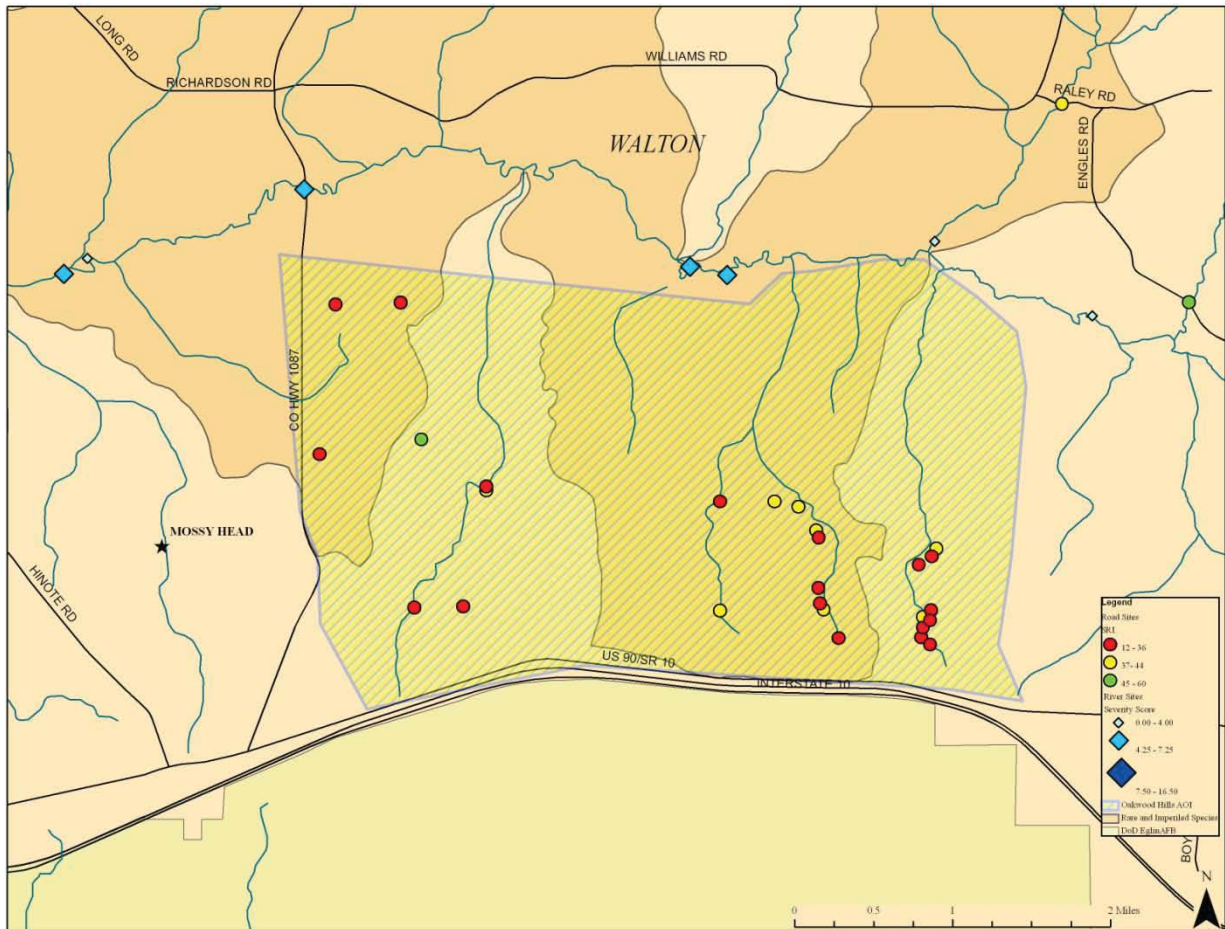 LONG RD
RICHARDSON RD
WILLIAMS RD
RALEY RD
ENGLES RD
WALTON
CO HWY 1087
MOSSY HEAD
HINOTE RD
US 90/SR 10
INTERSTATE 10
BOY
Legend
Road Sites
SRI
12 - 36
37- 44
45 - 60
River Sites
Severity Score
0.00 - 4.00
4.25 - 7.25
7.50 - 16.50
Oakwood Hills AOI
Rare and Imperiled Species
DoD EglinAFB
N
0 0.5 1 2 Miles